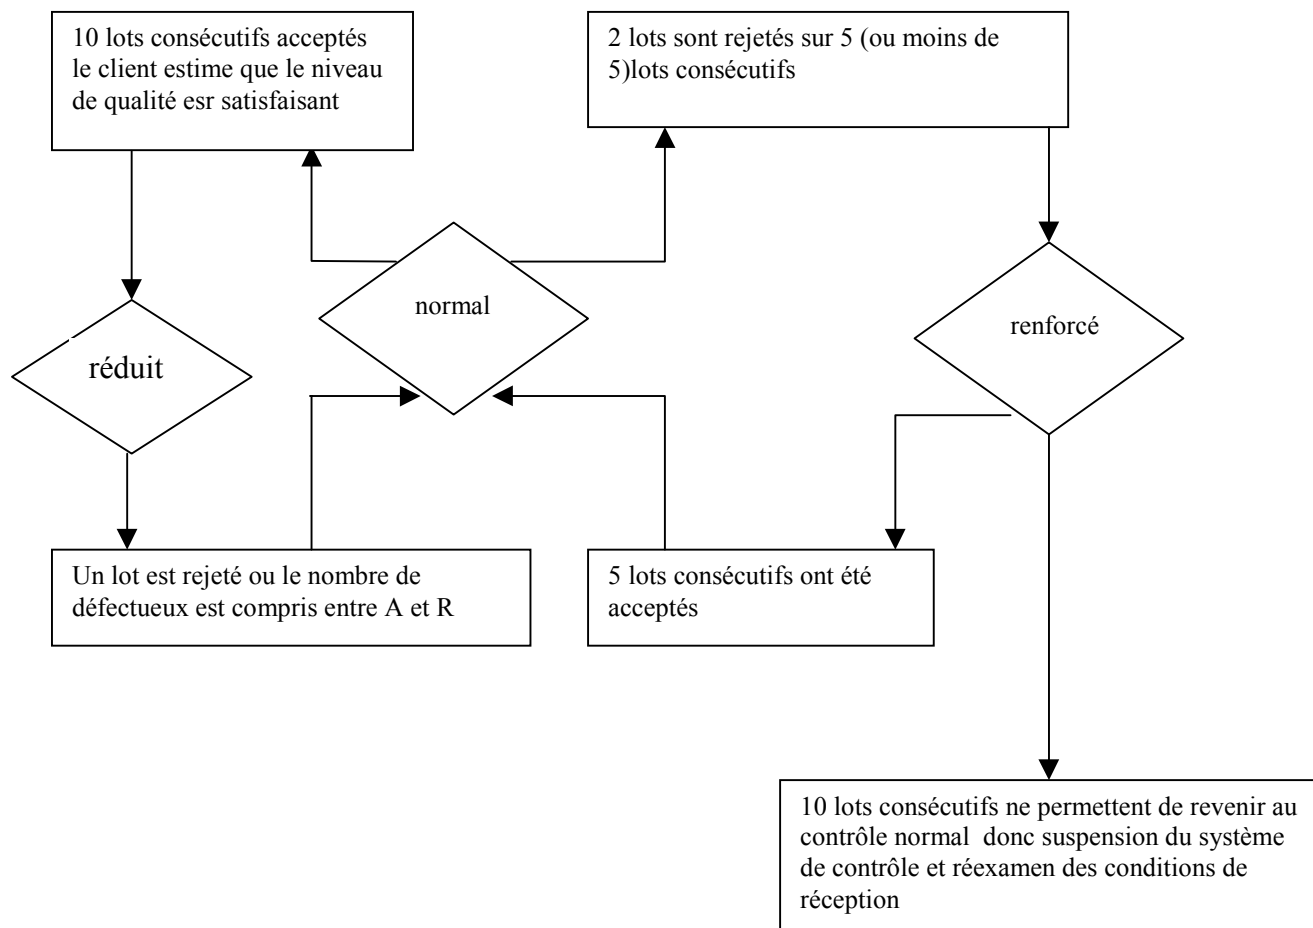 10 lots consécutifs acceptés
le client estime que le niveau
de qualité esr satisfaisant
2 lots sont rejetés sur 5 (ou moins de
5)lots consécutifs
normal
renforcé
réduit
Un lot est rejeté ou le nombre de
défectueux est compris entre A et R
5 lots consécutifs ont été
acceptés
10 lots consécutifs ne permettent de revenir au
contrôle normal donc suspension du système
de contrôle et réexamen des conditions de
réception